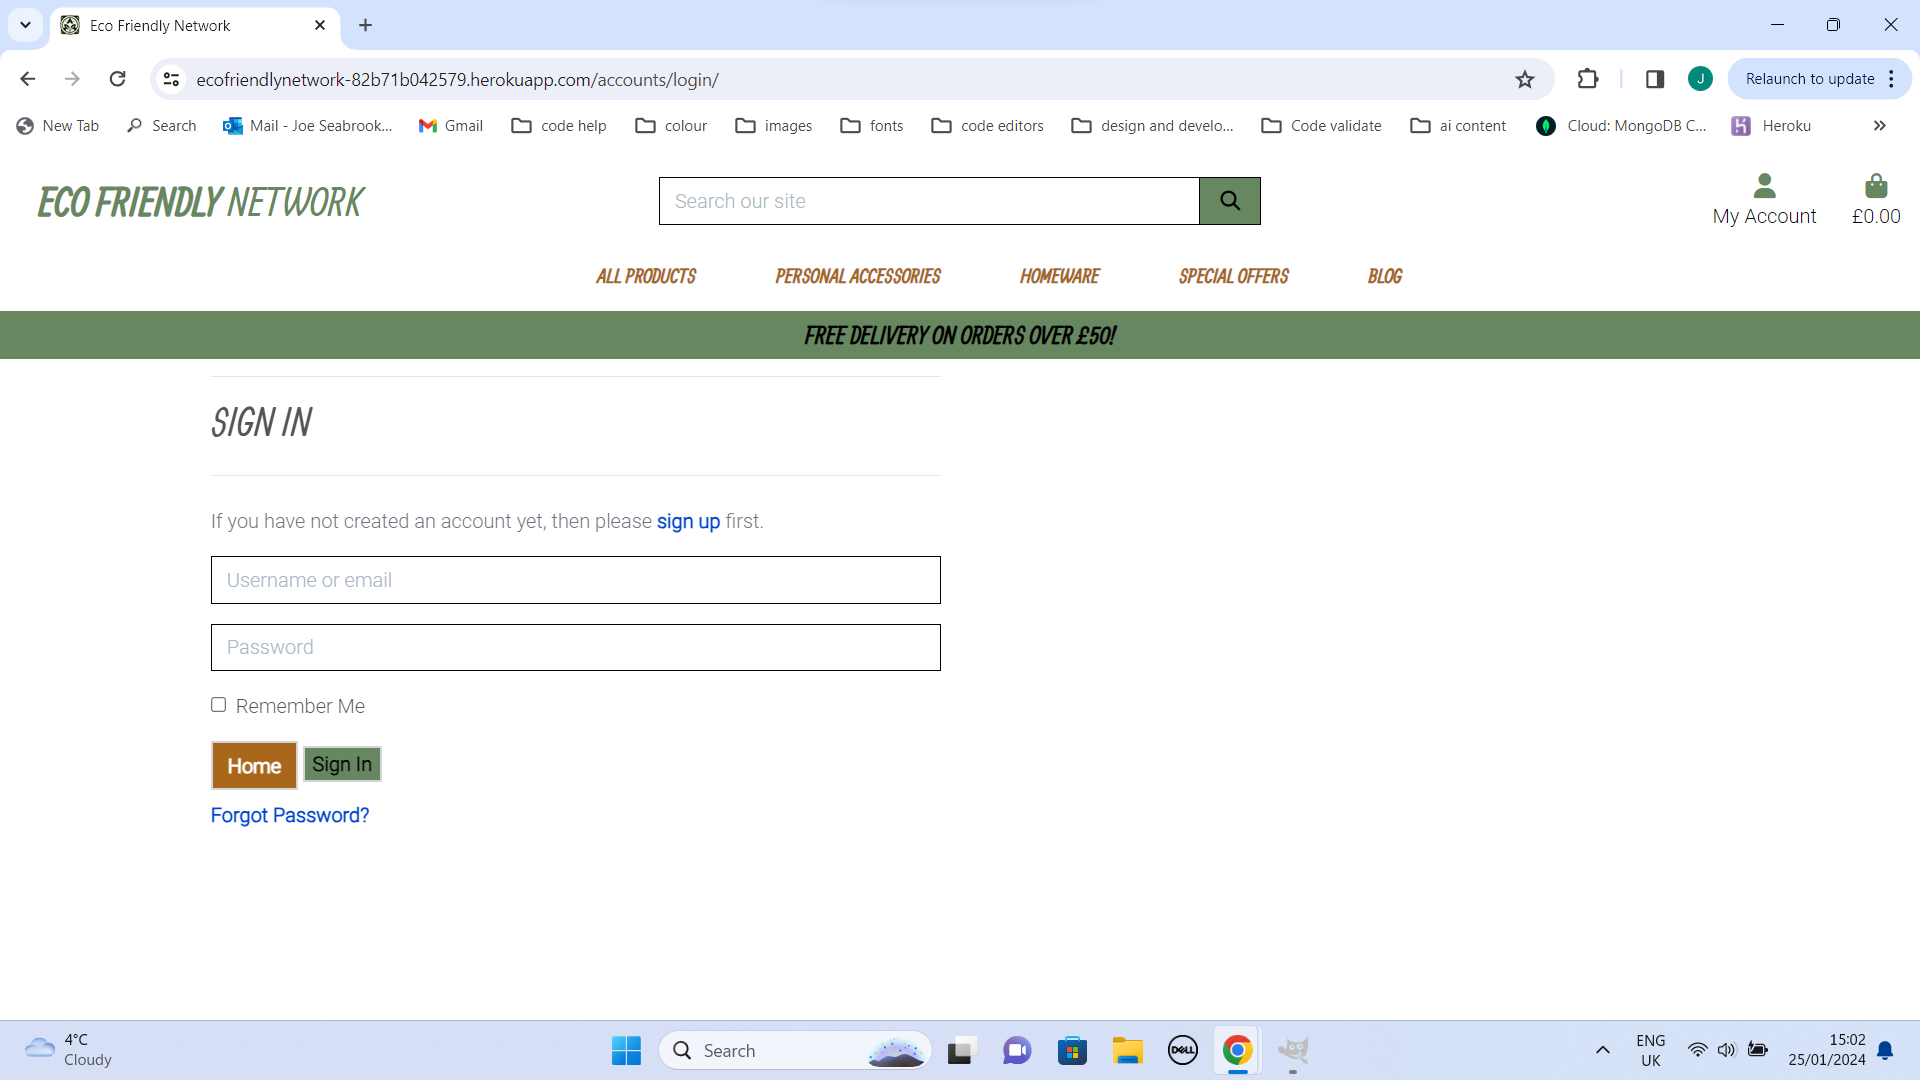 Eco Friendly Network
ecofriendlynetwork-82b71b042579.herokuapp.com/accounts/login/
J
Relaunch to update
New Tab
Search
Mail - Joe Seabrook...
Gmail
code help
colour
images
fonts
code editors
design and develo...
Code validate
ai content
Cloud: MongoDB C...
Heroku
ECO FRIENDLY NETWORK
Search our site
My Account
£0.00
ALL PRODUCTS
PERSONAL ACCESSORIES
HOMEWARE
SPECIAL OFFERS
BLOG
FREE DELIVERY ON ORDERS OVER £50!
SIGN IN
If you have not created an account yet, then please sign up first.
Username or email
Password
Remember Me
Home
Sign In
Forgot Password?
4°C
Cloudy
Search
DELL
ENG
UK
15:02
25/01/2024